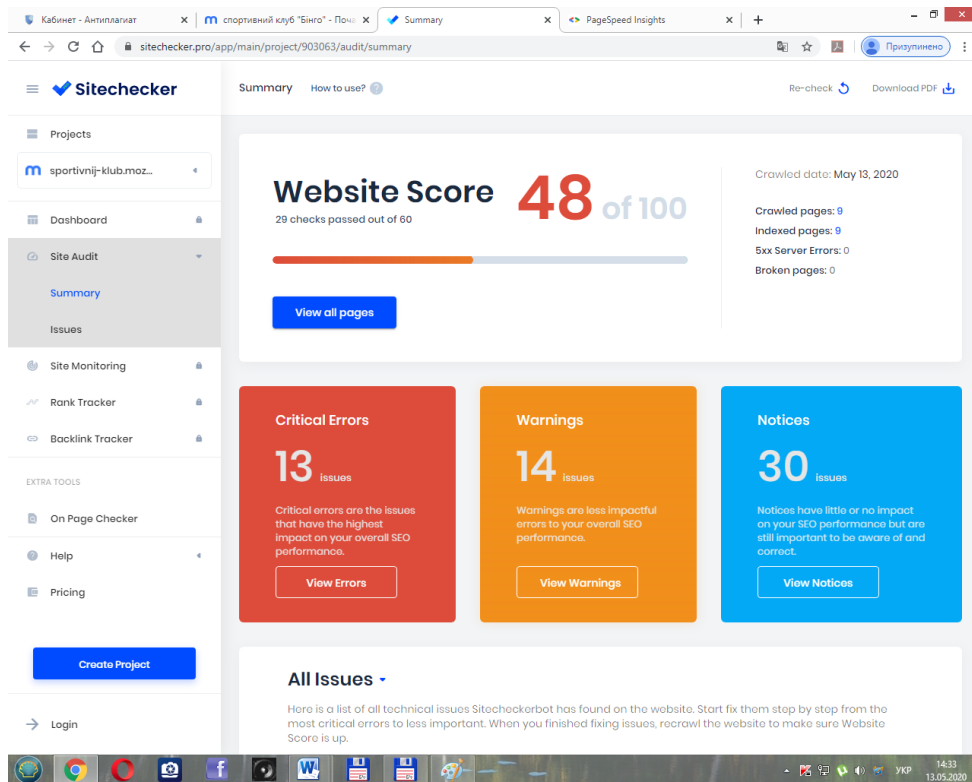 Кабинет - Антиплагиат
спортивний клуб "Бінго" - Поча
Summary
PageSpeed Insights
sitechecker.pro/app/main/project/903063/audit/summary
Призупинено
Sitechecker
Summary
How to use?
Re-check
Download PDF
Projects
sportivnij-klub.moz...
Dashboard
Site Audit
Summary
Issues
Site Monitoring
Rank Tracker
Backlink Tracker
EXTRA TOOLS
On Page Checker
Help
Pricing
Create Project
Login
Website Score
29 checks passed out of 60
48 of 100
View all pages
Crawled date: May 13, 2020
Crawled pages: 9
Indexed pages: 9
5xx Server Errors: 0
Broken pages: 0
Critical Errors
13 issues
Critical errors are the issues
that have the highest
impact on your overall SEO
performance.
View Errors
Warnings
14 issues
Warnings are less impactful
errors to your overall SEO
performance.
View Warnings
Notices
30 issues
Notices have little or no impact
on your SEO performance but are
still important to be aware of and
correct.
View Notices
All Issues
Here is a list of all technical issues Sitecheckerbot has found on the website. Start fix them step by step from the
most critical errors to less important. When you finished fixing issues, recrawl the website to make sure Website
Score is up.
УКР
14:33
13.05.2020